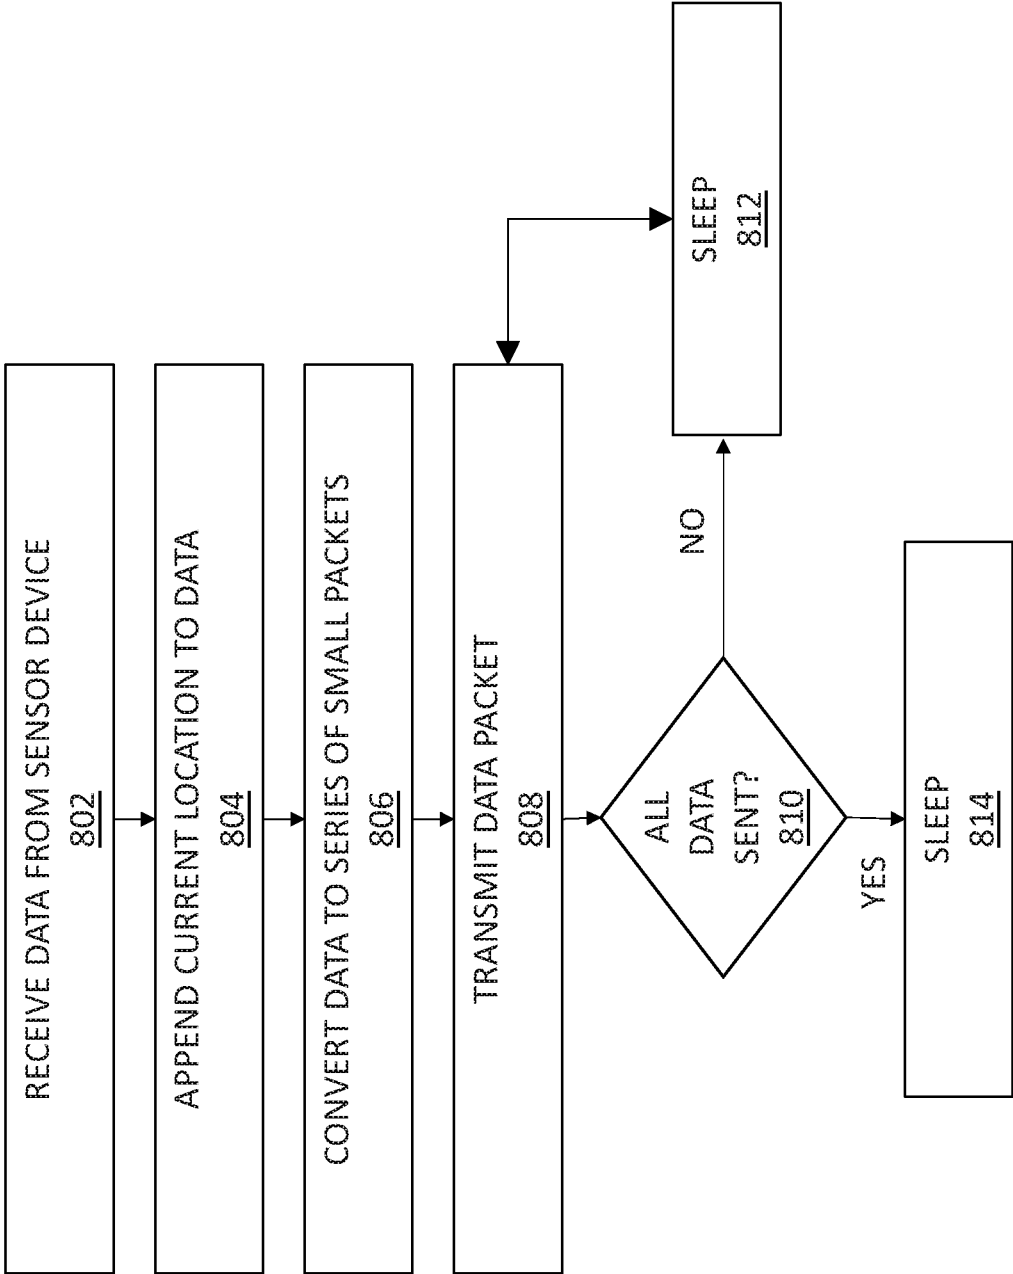 RECEIVE DATA FROM SENSOR DEVICE
802
APPEND CURRENT LOCATION TO DATA
804
CONVERT DATA TO SERIES OF SMALL PACKETS
806
TRANSMIT DATA PACKET
808
ALL
DATA
SENT?
810
NO
SLEEP
812
YES
SLEEP
814